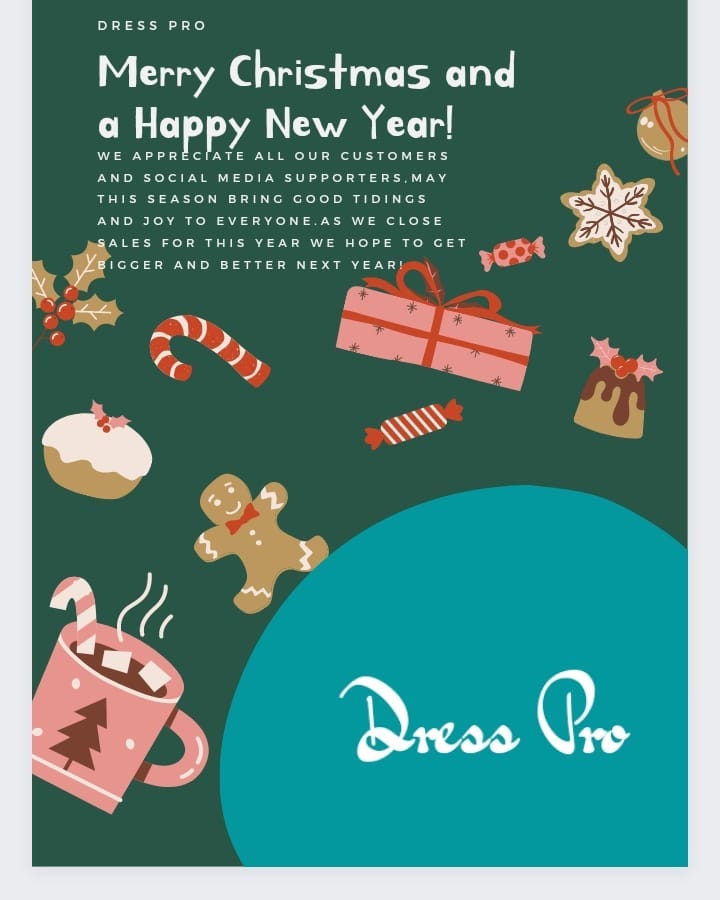 DRESS PRO
Merry Christmas and
a Happy New Year!
WE APPRECIATE ALL OUR CUSTOMERS
AND SOCIAL MEDIA SUPPORTERS,MAY
THIS SEASON BRING GOOD TIDINGS
AND JOY TO EVERYONE.AS WE CLOSE
SALES FOR THIS YEAR WE HOPE TO GET
BIGGER AND BETTER NEXT YEAR!
Dress Pro